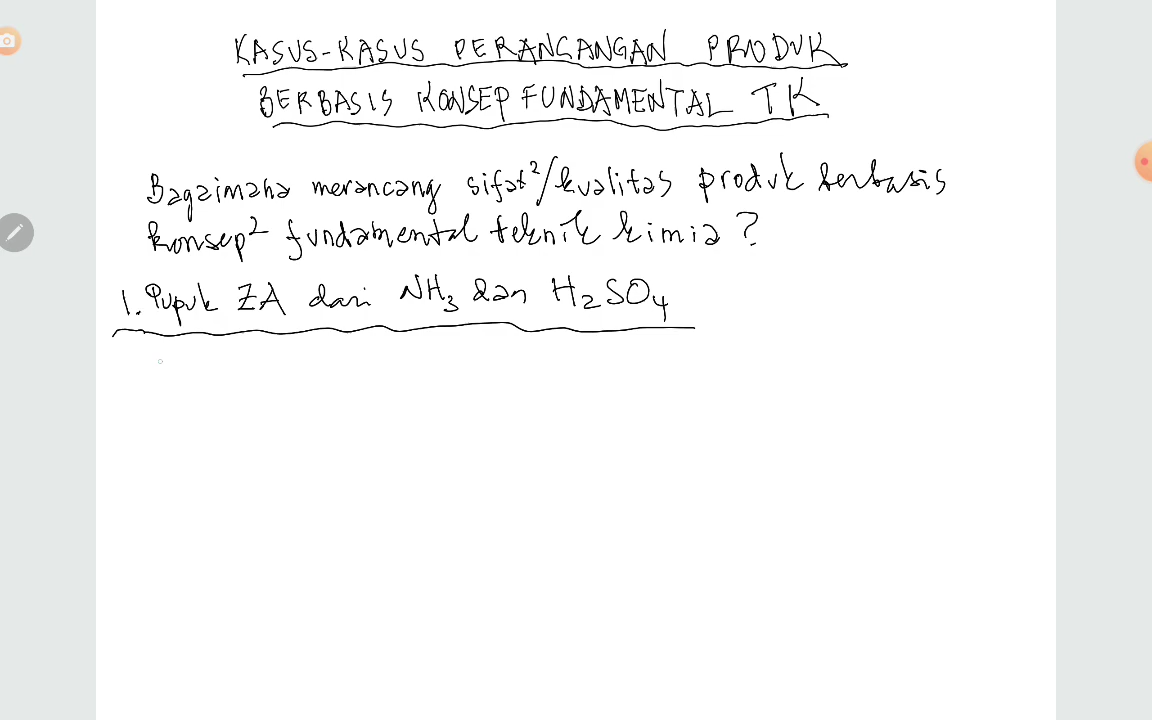 KASUS-KASUS PERANCANGAN PRODUK
BERBASIS KONSEP FUNDAMENTAL TK
Bagaimana merancang sifat²/kualitas produk berbasis
konsep² fundamental teknik kimia?
1. Pupuk ZA dari NH₃ dan H₂SO₄